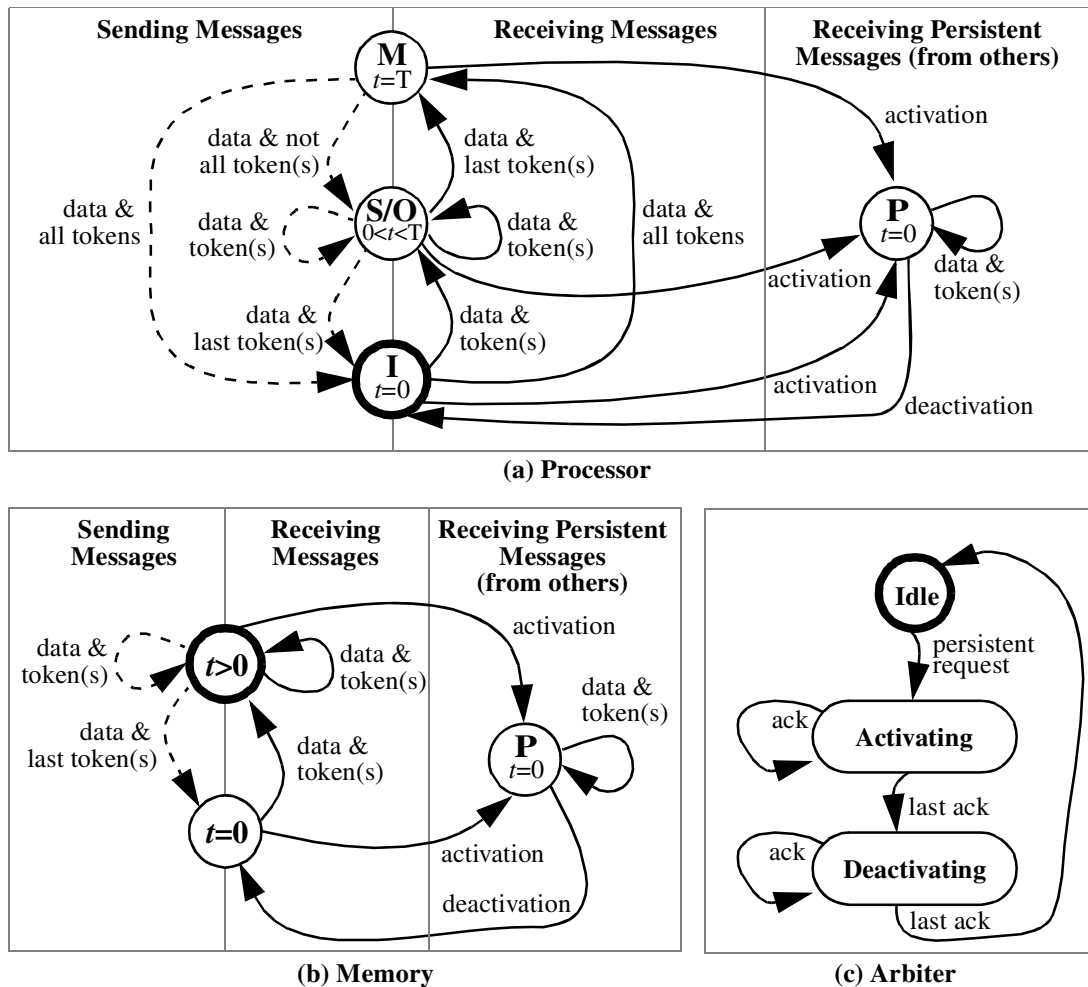 Sending Messages
Receiving Messages
Receiving Persistent
Messages (from others)
M
t=T
activation
data & not
all token(s)
data &
last token(s)
data &
all tokens
S/O
0<t<T
data &
token(s)
data &
token(s)
data &
all tokens
P
t=0
data &
token(s)
activation
data &
last token(s)
data &
token(s)
I
t=0
activation
deactivation
(a) Processor
Sending
Messages
Receiving
Messages
Receiving Persistent
Messages
(from others)
activation
data &
token(s)
t>0
data &
token(s)
data &
token(s)
data &
last token(s)
data &
token(s)
P
t=0
t=0
activation
deactivation
(b) Memory
Idle
persistent
request
ack
Activating
last ack
ack
Deactivating
last ack
(c) Arbiter